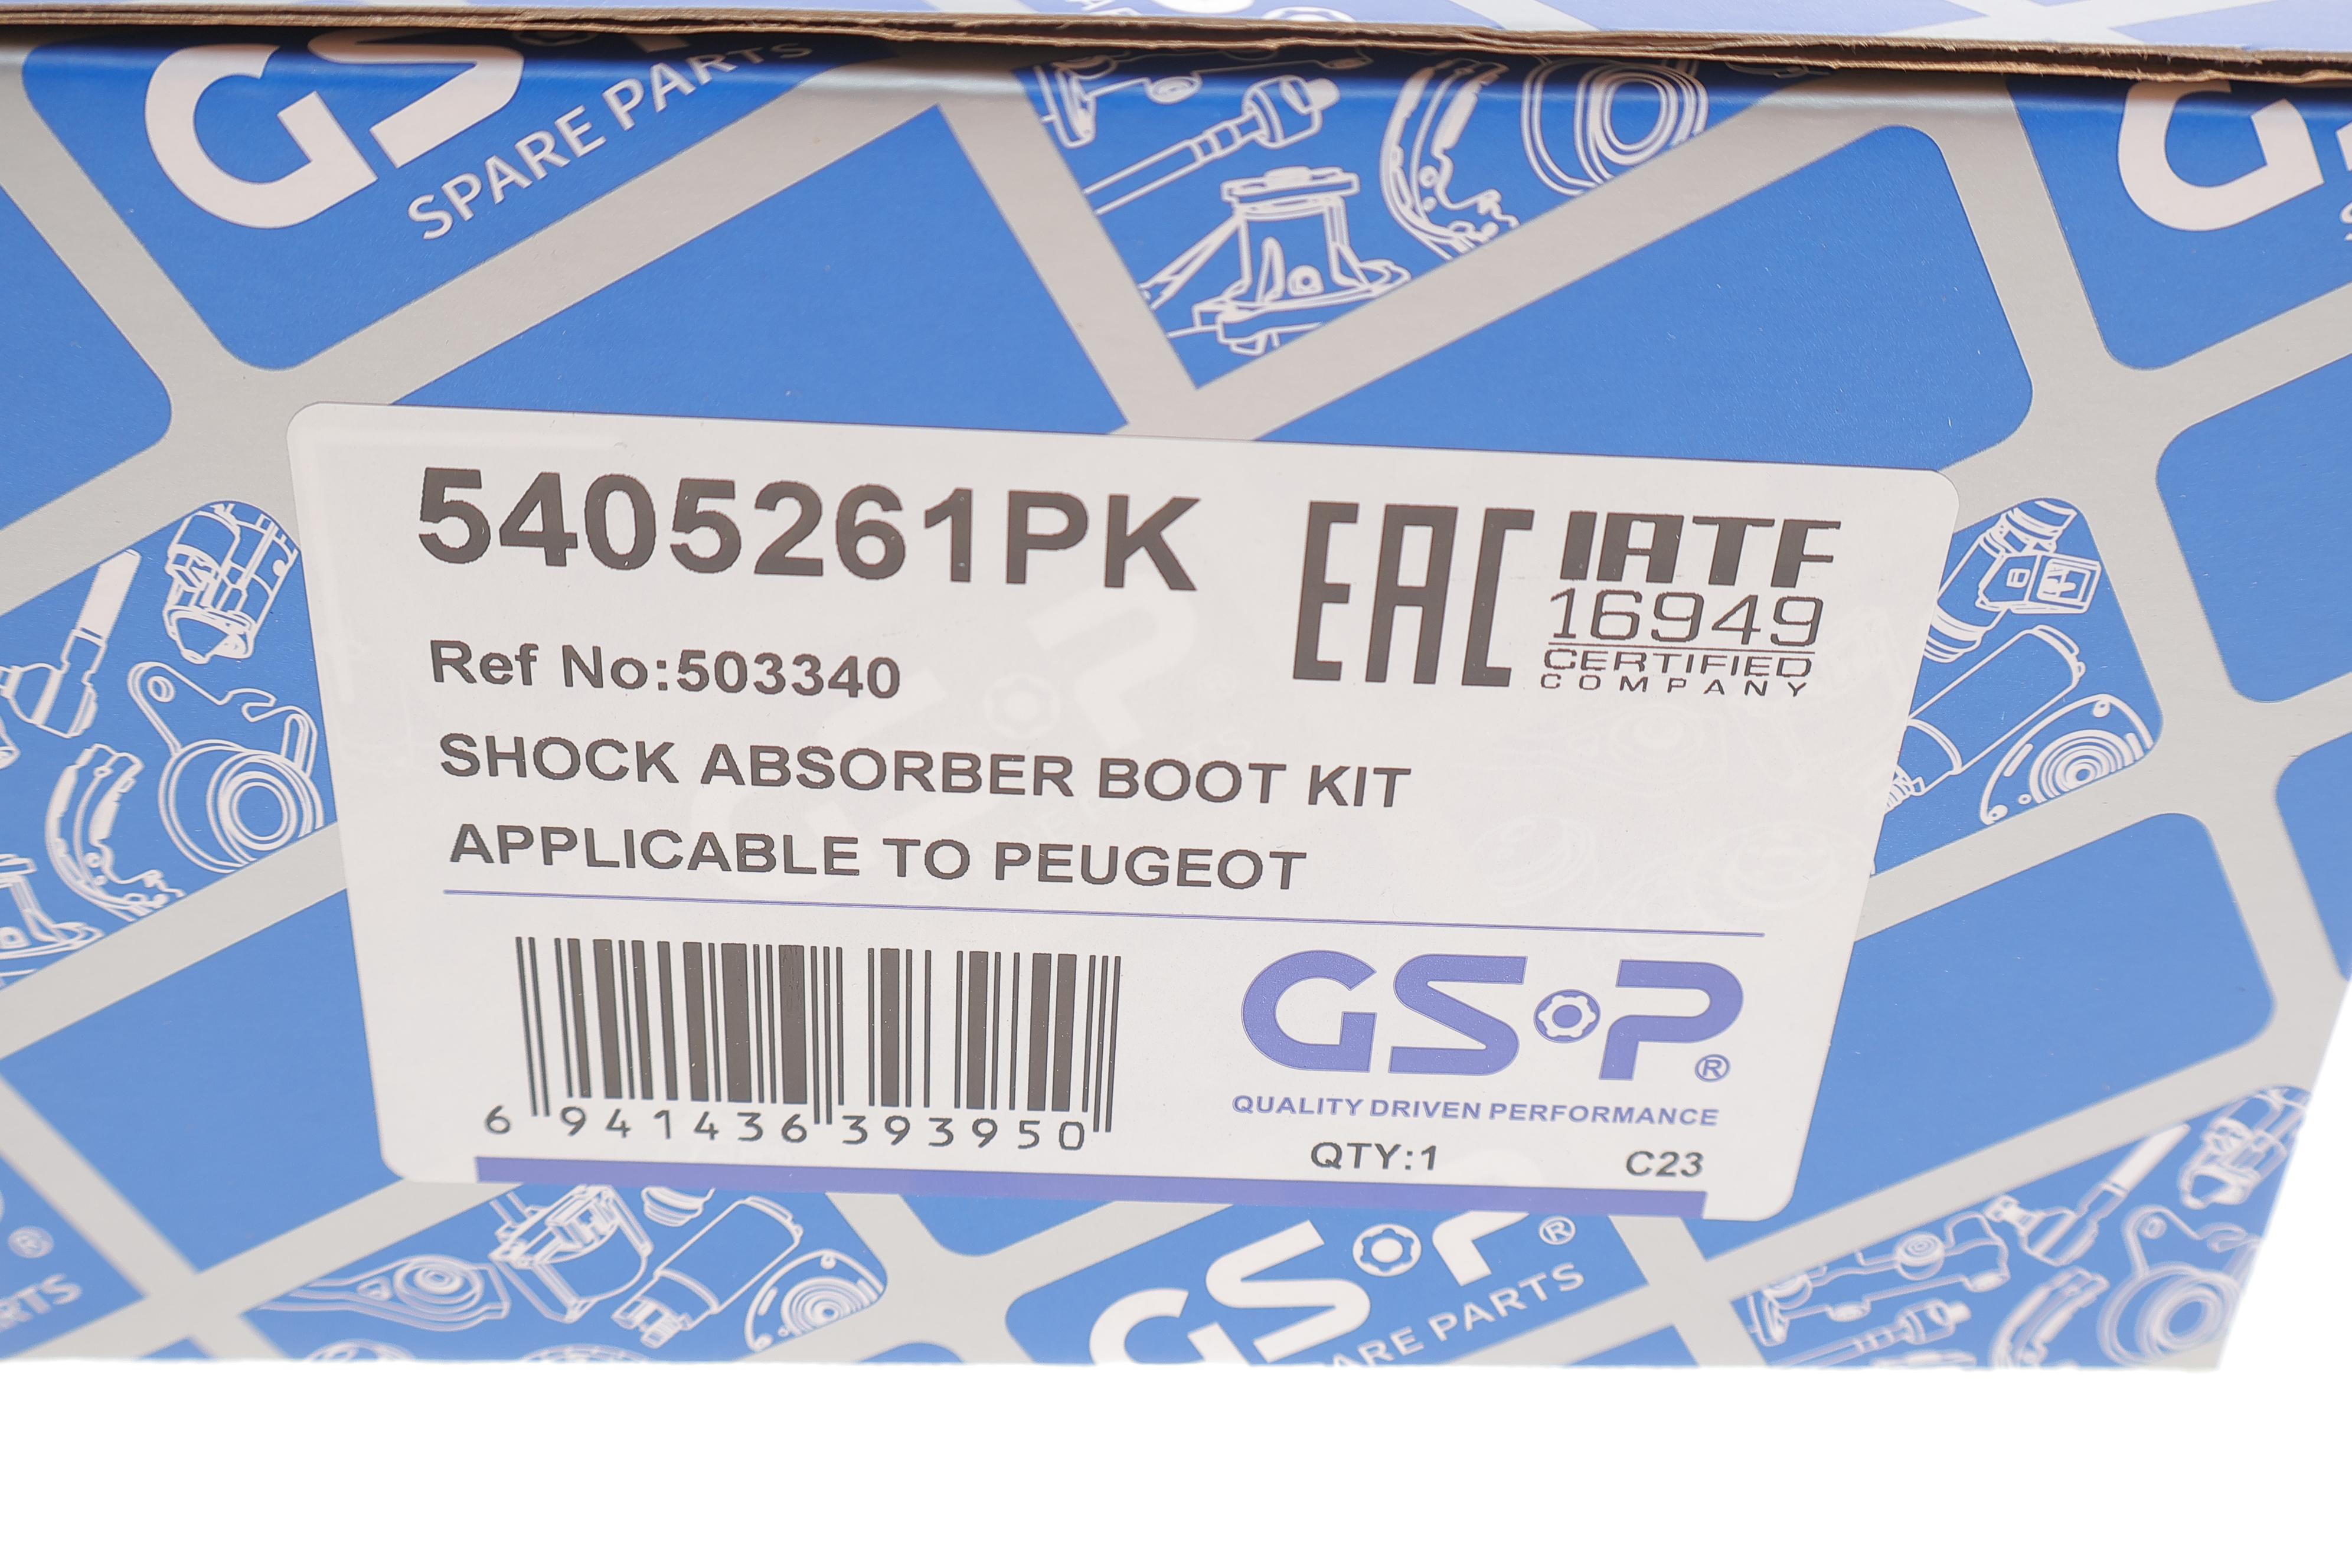 GS
SPARE PARTS
5405261PK
EAC
IATF
16949
CERTIFIED
COMPANY
Ref No:503340
SHOCK ABSORBER BOOT KIT
APPLICABLE TO PEUGEOT
GSP®
QUALITY DRIVEN PERFORMANCE
6 941436 393950
QTY:1 C23
GSP®
SPARE PARTS